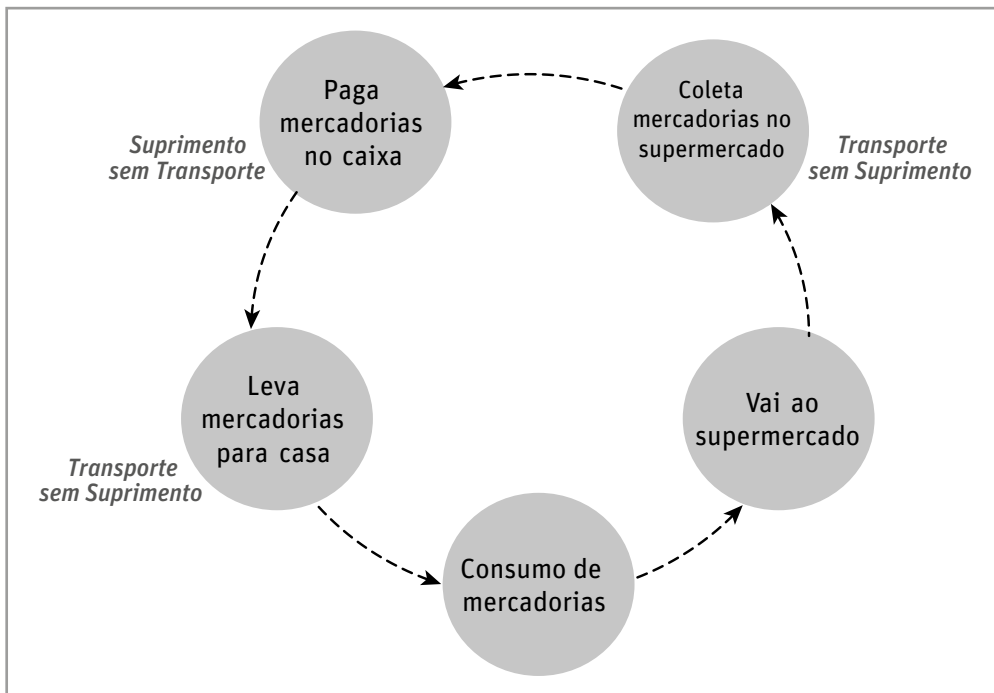 Paga
mercadorias
no caixa
Coleta
mercadorias no
supermercado
Suprimento
sem Transporte
Transporte
sem Suprimento
Leva
mercadorias
para casa
Vai ao
supermercado
Transporte
sem Suprimento
Consumo de
mercadorias